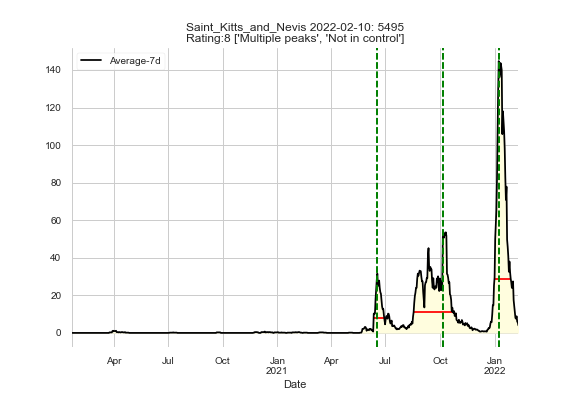 Saint_Kitts_and_Nevis 2022-02-10: 5495
Rating:8 ['Multiple peaks', 'Not in control']
Average-7d
140
120
100
80
60
40
20
0
Apr Jul Oct Jan Apr Jul Oct Jan
2021 2022
Date